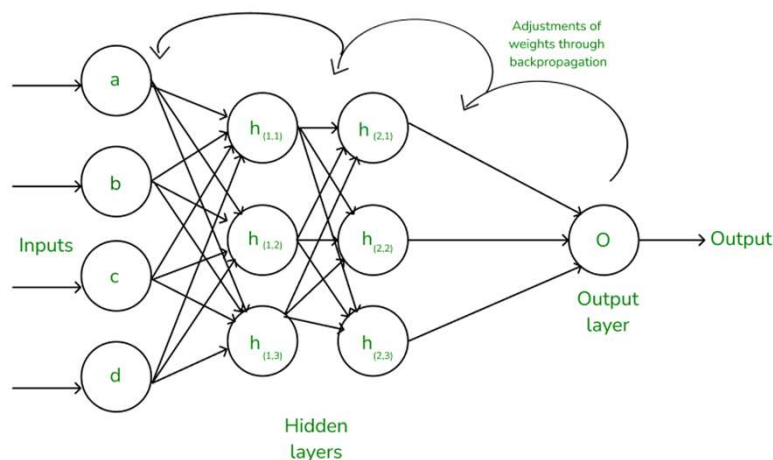 Adjustments of
weights through
backpropagation
a
h (1,1)
h (2,1)
b
Inputs
h (1,2)
h (2,2)
O
Output
c
Output
layer
h (1,3)
h (2,3)
d
Hidden
layers